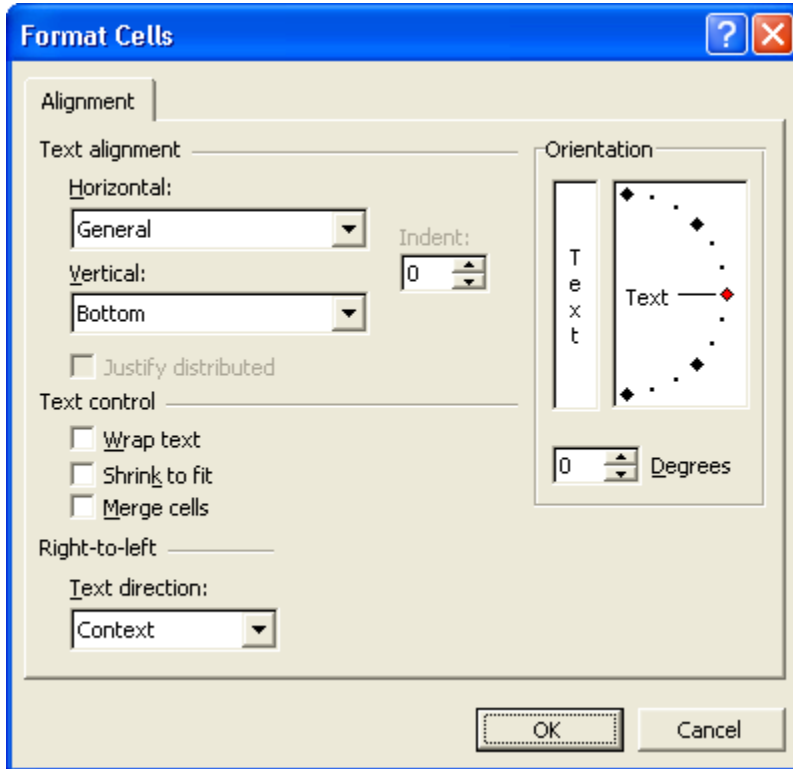 Format Cells
Alignment
Text alignment
Horizontal:
General
Indent:
0
Vertical:
Bottom
Justify distributed
Text control
Wrap text
Shrink to fit
Merge cells
Right-to-left
Text direction:
Context
Orientation
Text
Text
0 Degrees
OK
Cancel